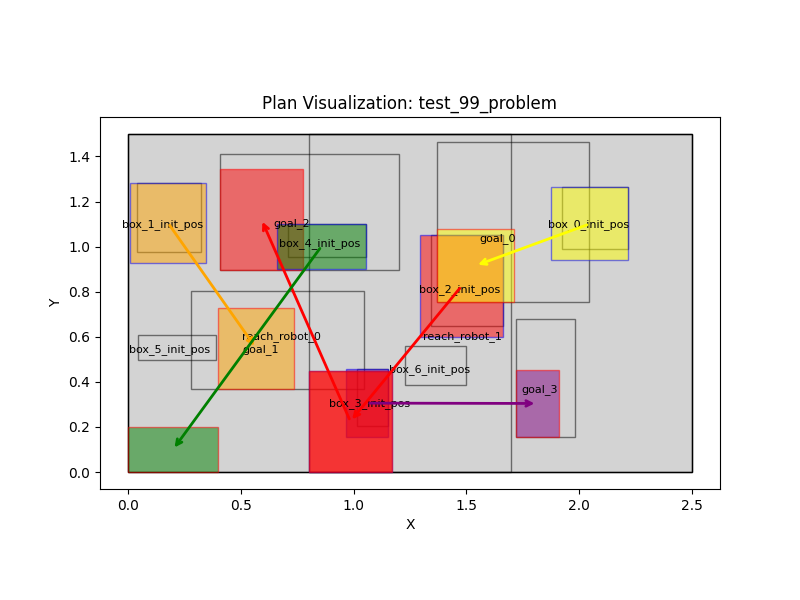 Plan Visualization: test_99_problem
Y
1.4
1.2
1.0
0.8
0.6
0.4
0.2
0.0
box_1_init_pos
goal_2
box_4_init_pos
goal_0
box_0_init_pos
box_2_init_pos
reach_robot_0
reach_robot_1
box_5_init_pos
goal_1
box_6_init_pos
box_3_init_pos
goal_3
0.0
0.5
1.0
1.5
2.0
2.5
X